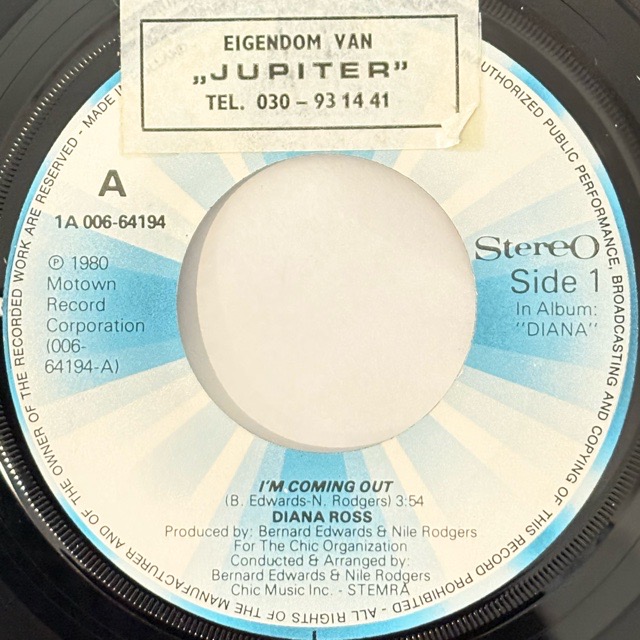 EIGENDOM VAN
„JUPITER”
TEL. 030 – 93 14 41
A
1A 006-64194
℗ 1980
Motown
Record
Corporation
(006-
64194-A)
Stereo
Side 1
In Album:
"DIANA"
I'M COMING OUT
(B. Edwards-N. Rodgers) 3:54
DIANA ROSS
Produced by: Bernard Edwards & Nile Rodgers
For The Chic Organization
Conducted & Arranged by:
Bernard Edwards & Nile Rodgers
Chic Music Inc. - STEMRA
AUTHORIZED PUBLIC PERFORMANCE, BROADCASTING AND COPYING OF THIS RECORD PROHIBITED - ALL RIGHTS OF THE MANUFACTURER AND OF THE OWNER OF THE RECORDED WORK ARE RESERVED - MADE IN